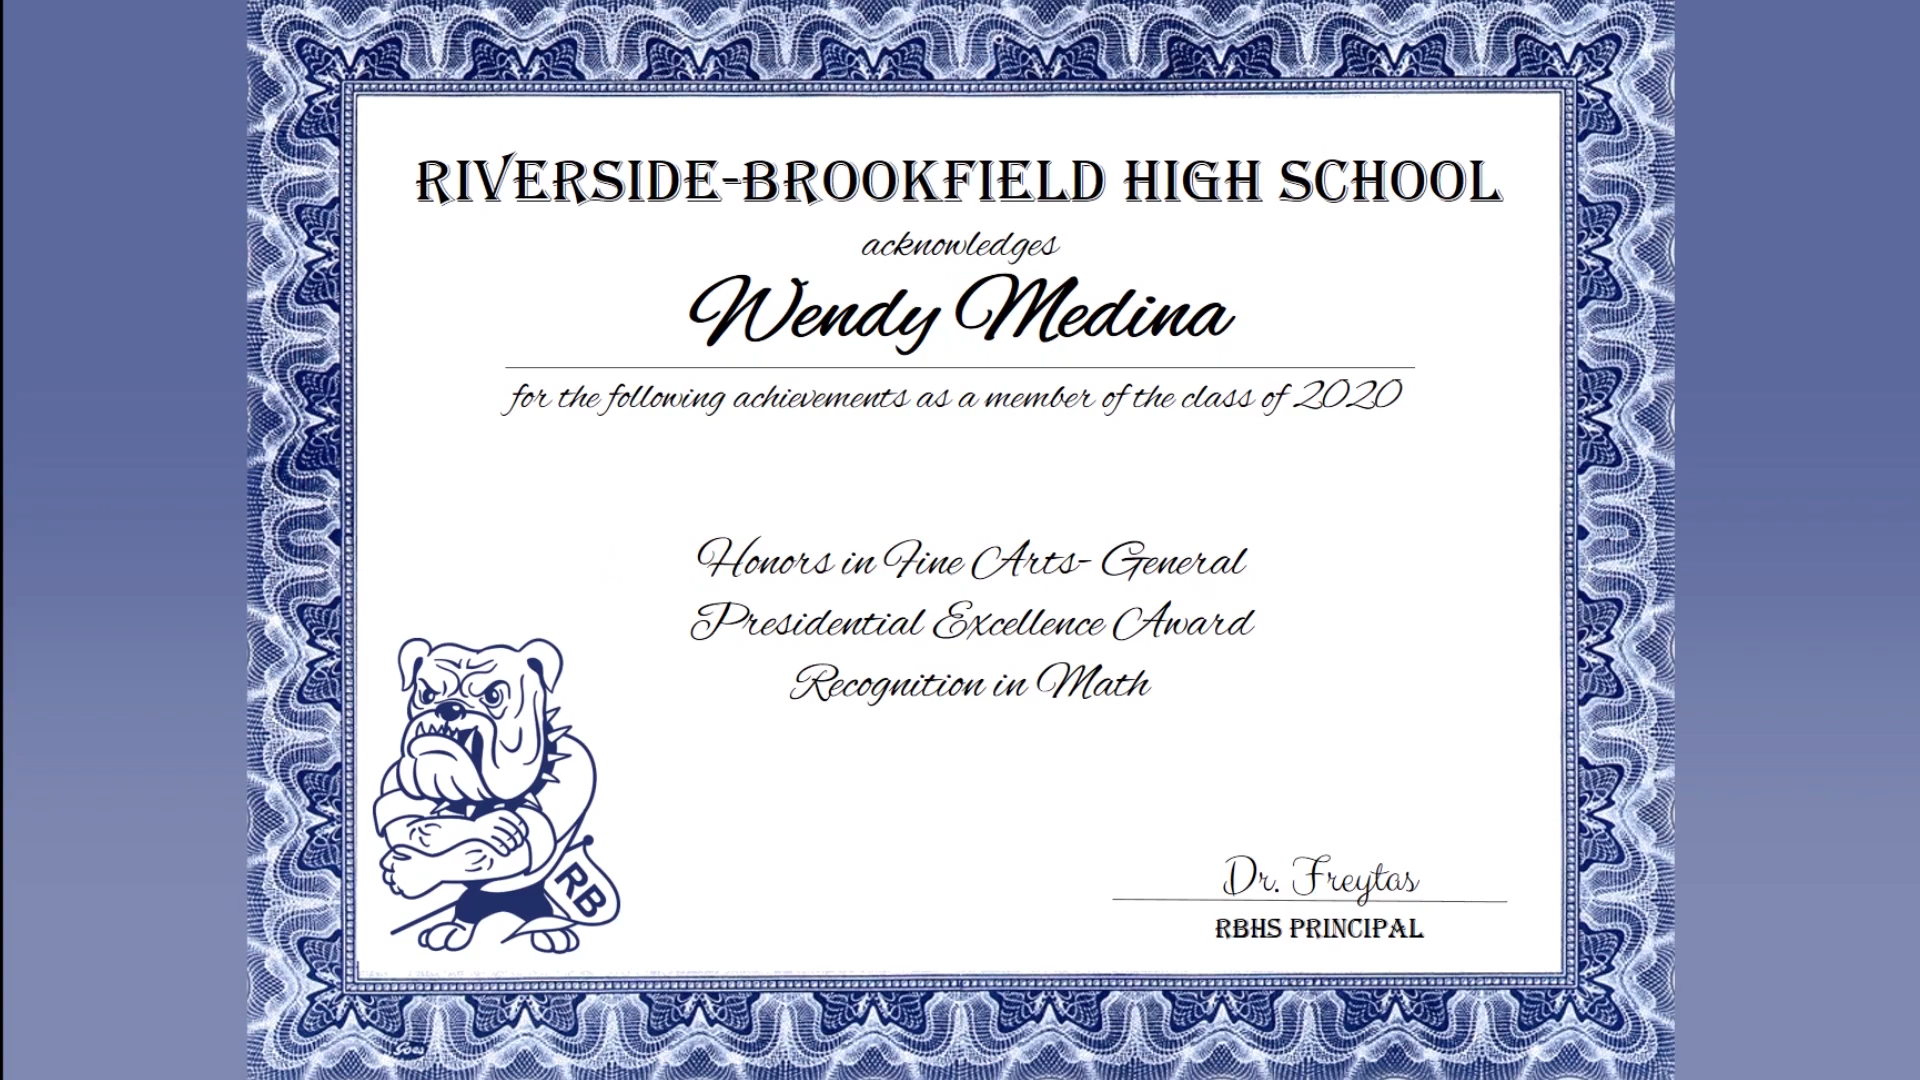 RIVERSIDE-BROOKFIELD HIGH SCHOOL
acknowledges
Wendy Medina
for the following achievements as a member of the class of 2020
Honors in Fine Arts- General
Presidential Excellence Award
Recognition in Math
RB
Dr. Freytas
RBHS PRINCIPAL
Goes